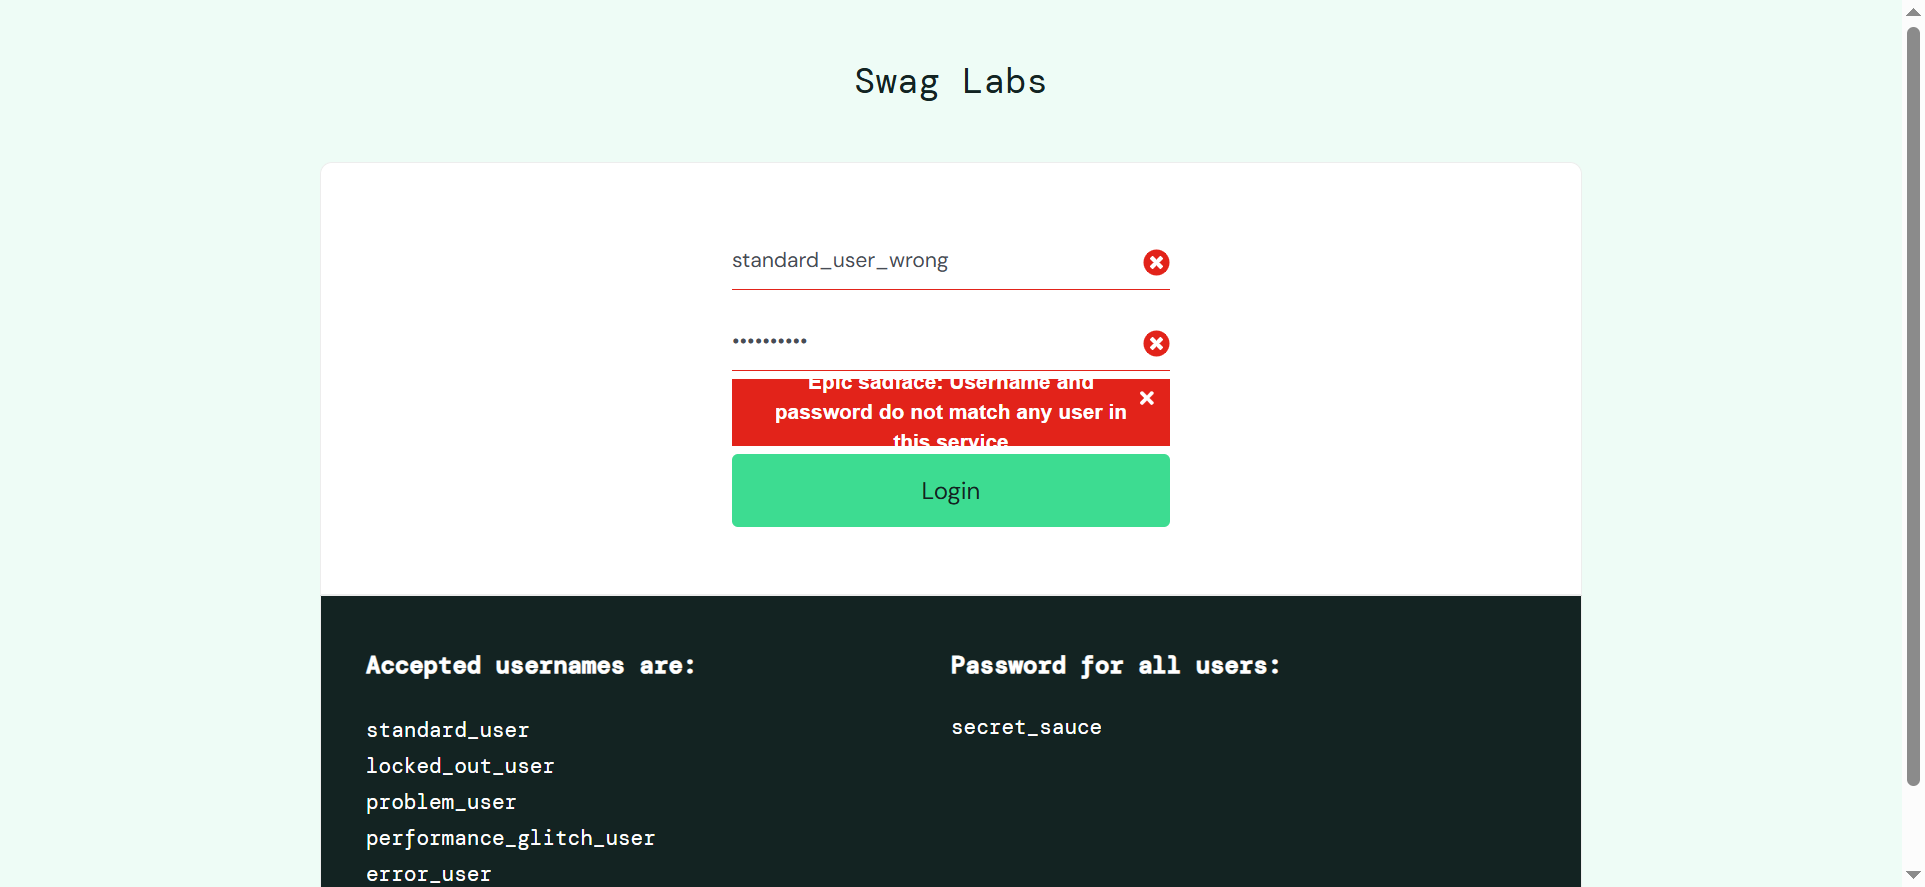 Swag Labs
standard_user_wrong
••••••••••
Epic sadface: Username and
password do not match any user in
this service
Login
Accepted usernames are:
standard_user
locked_out_user
problem_user
performance_glitch_user
error_user
Password for all users:
secret_sauce